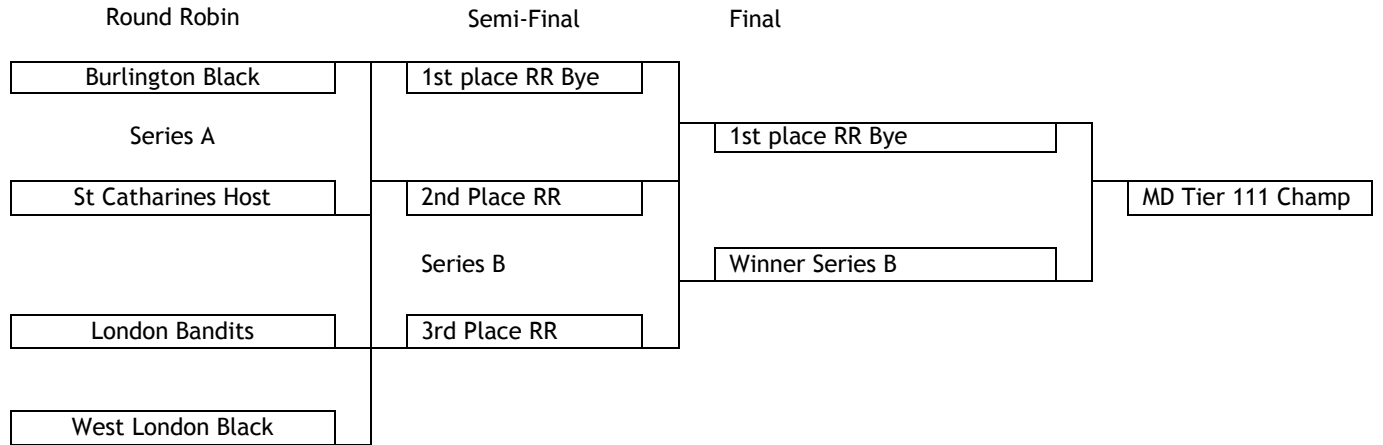 Round Robin Semi-Final Final
Burlington Black 1st place RR Bye
Series A 1st place RR Bye
St Catharines Host 2nd Place RR MD Tier 111 Champ
Series B Winner Series B
London Bandits 3rd Place RR
West London Black